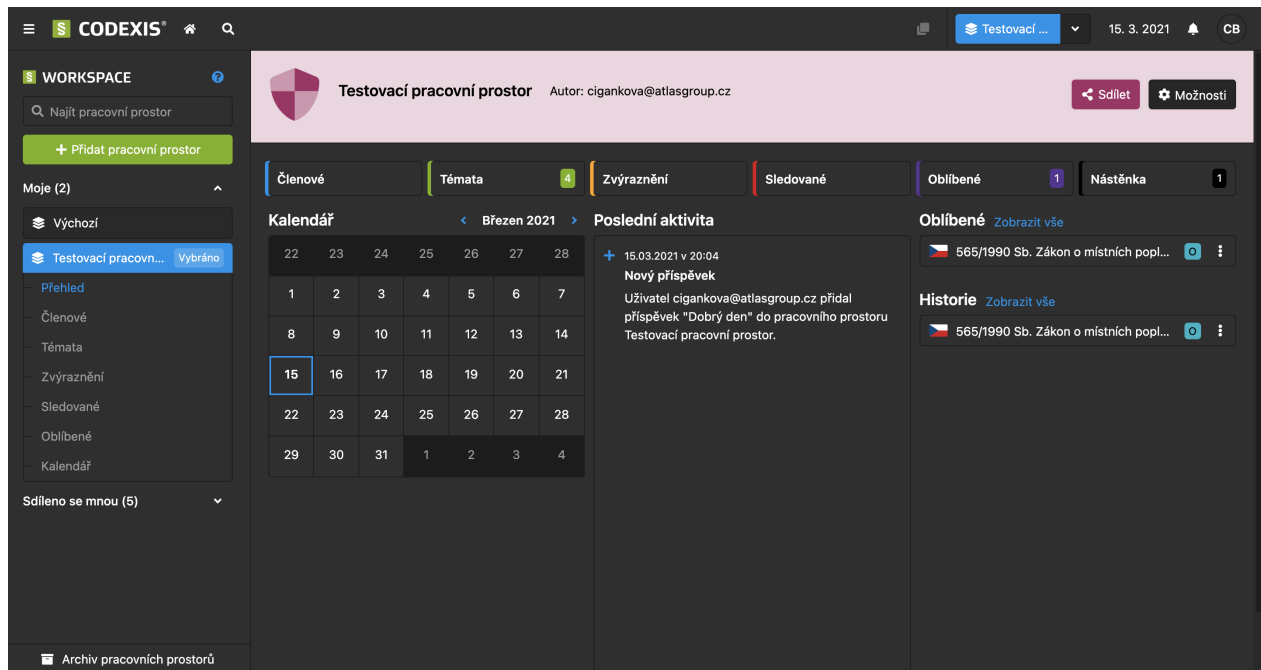 CODEXIS®
Testovací ...
15. 3. 2021
CB
WORKSPACE
Najít pracovní prostor
Přidat pracovní prostor
Moje (2)
Výchozí
Testovací pracovn... Vybráno
Přehled
Členové
Témata
Zvýraznění
Sledované
Oblíbené
Kalendář
Sdíleno se mnou (5)
Archiv pracovních prostorů
Testovací pracovní prostor Autor: cigankova@atlasgroup.cz
Sdílet
Možnosti
Členové
Témata 4
Zvýraznění
Sledované
Oblíbené 1
Nástěnka 1
Kalendář
Březen 2021
22 23 24 25 26 27 28
1 2 3 4 5 6 7
8 9 10 11 12 13 14
15 16 17 18 19 20 21
22 23 24 25 26 27 28
29 30 31 1 2 3 4
Poslední aktivita
15.03.2021 v 20:04
Nový příspěvek
Uživatel cigankova@atlasgroup.cz přidal
příspěvek "Dobrý den" do pracovního prostoru
Testovací pracovní prostor.
Oblíbené Zobrazit vše
565/1990 Sb. Zákon o místních popl... O
Historie Zobrazit vše
565/1990 Sb. Zákon o místních popl... O